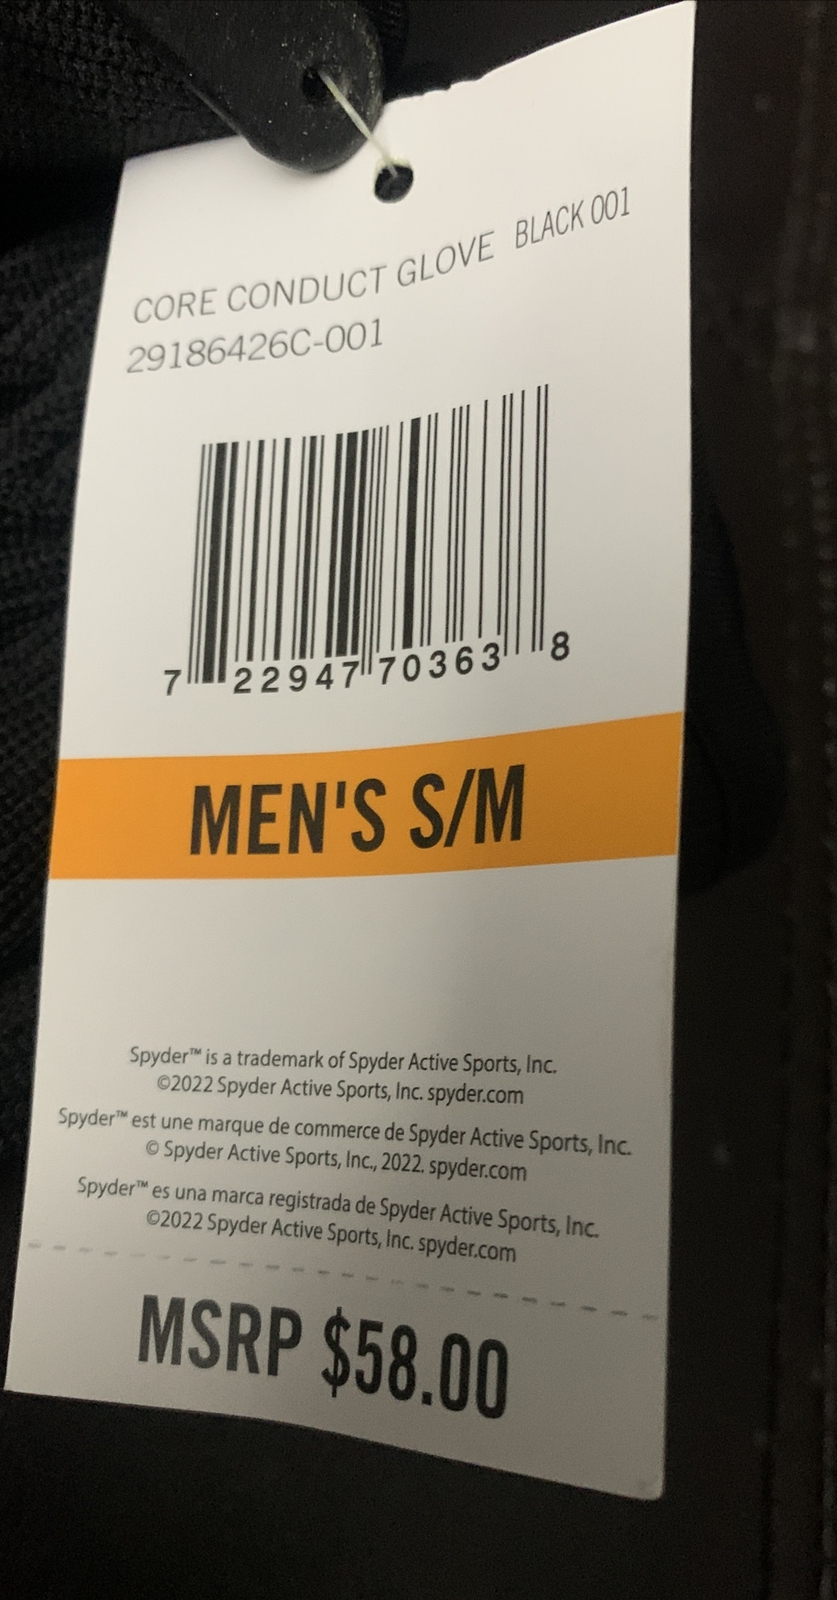 CORE CONDUCT GLOVE BLACK 001
29186426C-001
7 22947 70363 8
MEN'S S/M
Spyder™ is a trademark of Spyder Active Sports, Inc.
©2022 Spyder Active Sports, Inc. spyder.com
Spyder™ est une marque de commerce de Spyder Active Sports, Inc.
© Spyder Active Sports, Inc., 2022. spyder.com
Spyder™ es una marca registrada de Spyder Active Sports, Inc.
©2022 Spyder Active Sports, Inc. spyder.com
MSRP $58.00